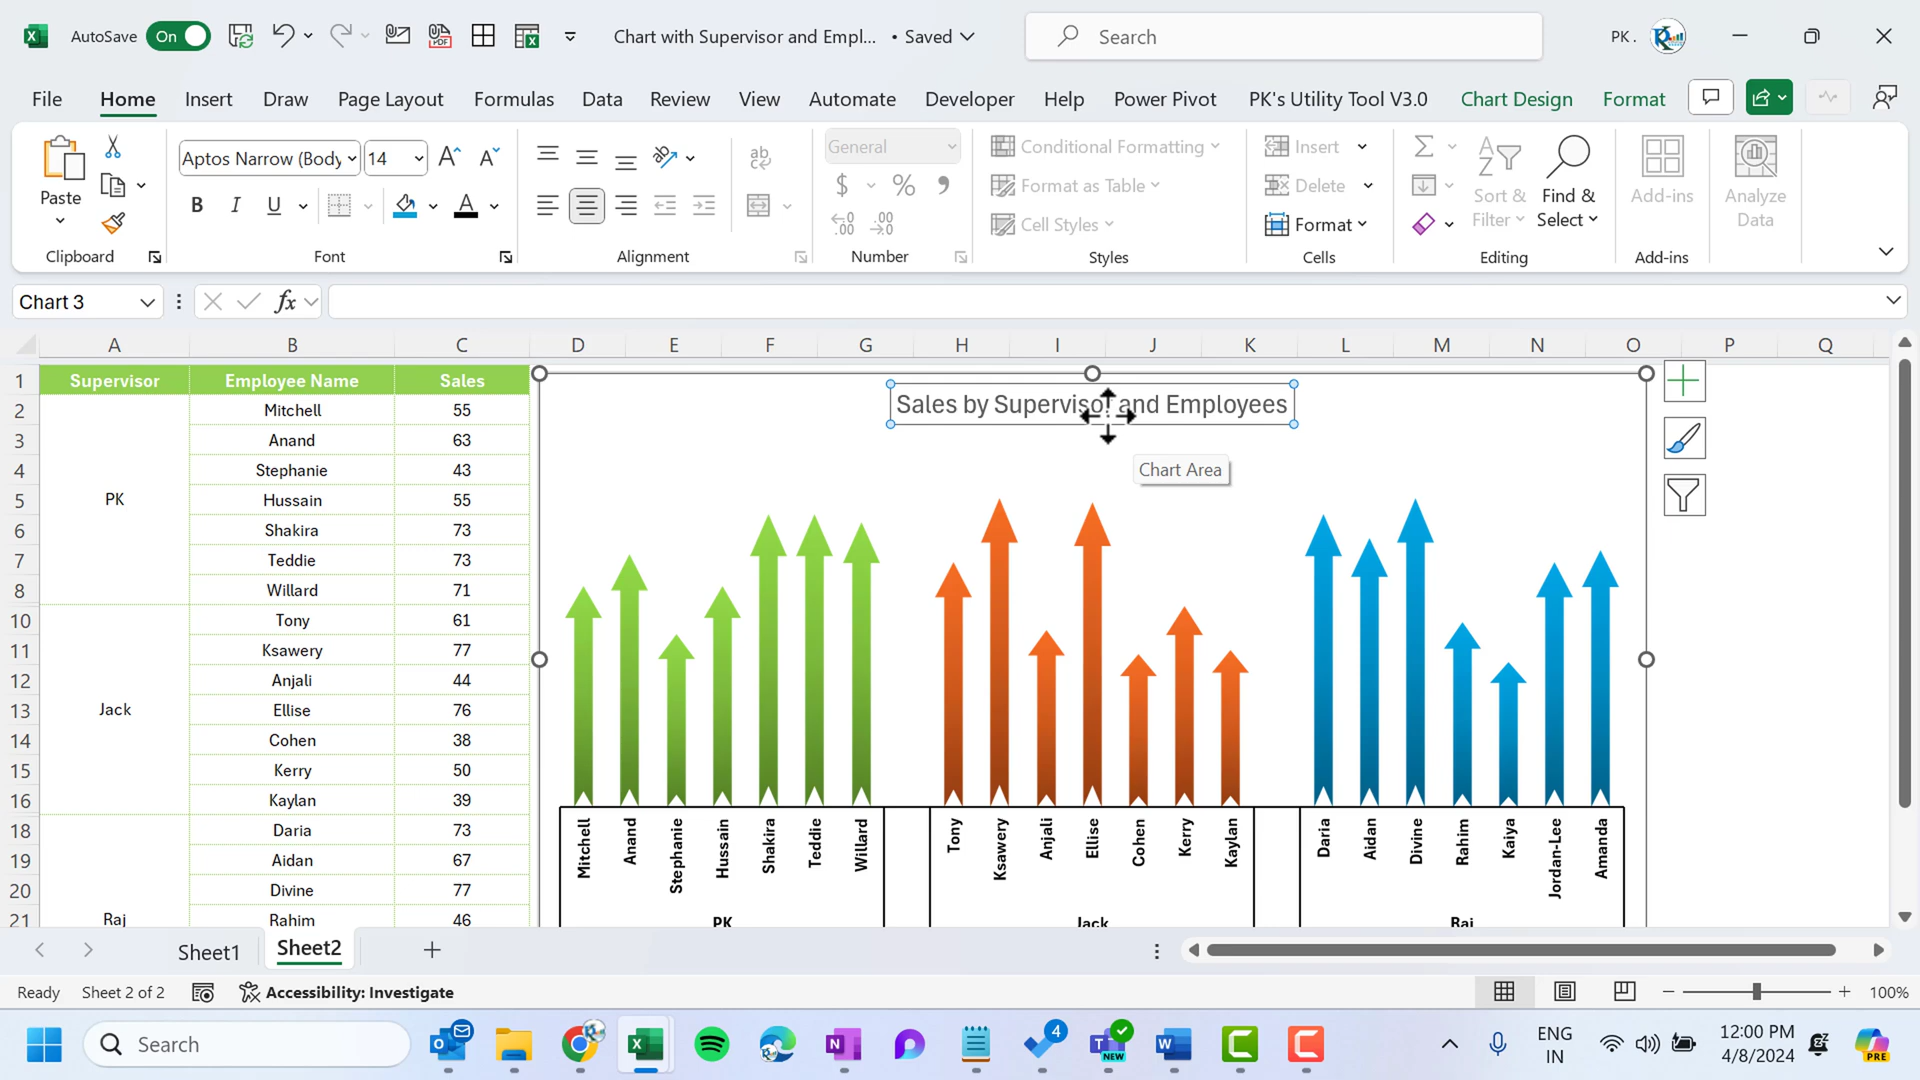 AutoSave On Chart with Supervisor and Empl... • Saved Search PK .
File Home Insert Draw Page Layout Formulas Data Review View Automate Developer Help Power Pivot PK's Utility Tool V3.0 Chart Design Format
Paste
Clipboard
Aptos Narrow (Body 14
B I U A
Font
ab
Alignment
General
$ % 9
Number
Conditional Formatting
Format as Table
Cell Styles
Styles
Insert
Delete
Format
Cells
Sort &
Filter
Find &
Select
Editing
Add-ins
Add-ins
Analyze
Data
Chart 3 fx
A B C D E F G H I J K L M N O P Q
1 Supervisor Employee Name Sales
2 Mitchell 55
3 Anand 63
4 Stephanie 43
5 PK Hussain 55
6 Shakira 73
7 Teddie 73
8 Willard 71
10 Tony 61
11 Ksawery 77
12 Anjali 44
13 Jack Ellise 76
14 Cohen 38
15 Kerry 50
16 Kaylan 39
18 Daria 73
19 Aidan 67
20 Divine 77
21 Raj Rahim 46
Sales by Supervisor and Employees
Chart Area
Mitchell Anand Stephanie Hussain Shakira Teddie Willard Tony Ksawery Anjali Ellise Cohen Kerry Kaylan Daria Aidan Divine Rahim Kaiya Jordan-Lee Amanda
PK Jack Raj
Sheet1 Sheet2
Ready Sheet 2 of 2 Accessibility: Investigate 100%
Search
4
NEW
ENG
IN
12:00 PM
4/8/2024
PRE